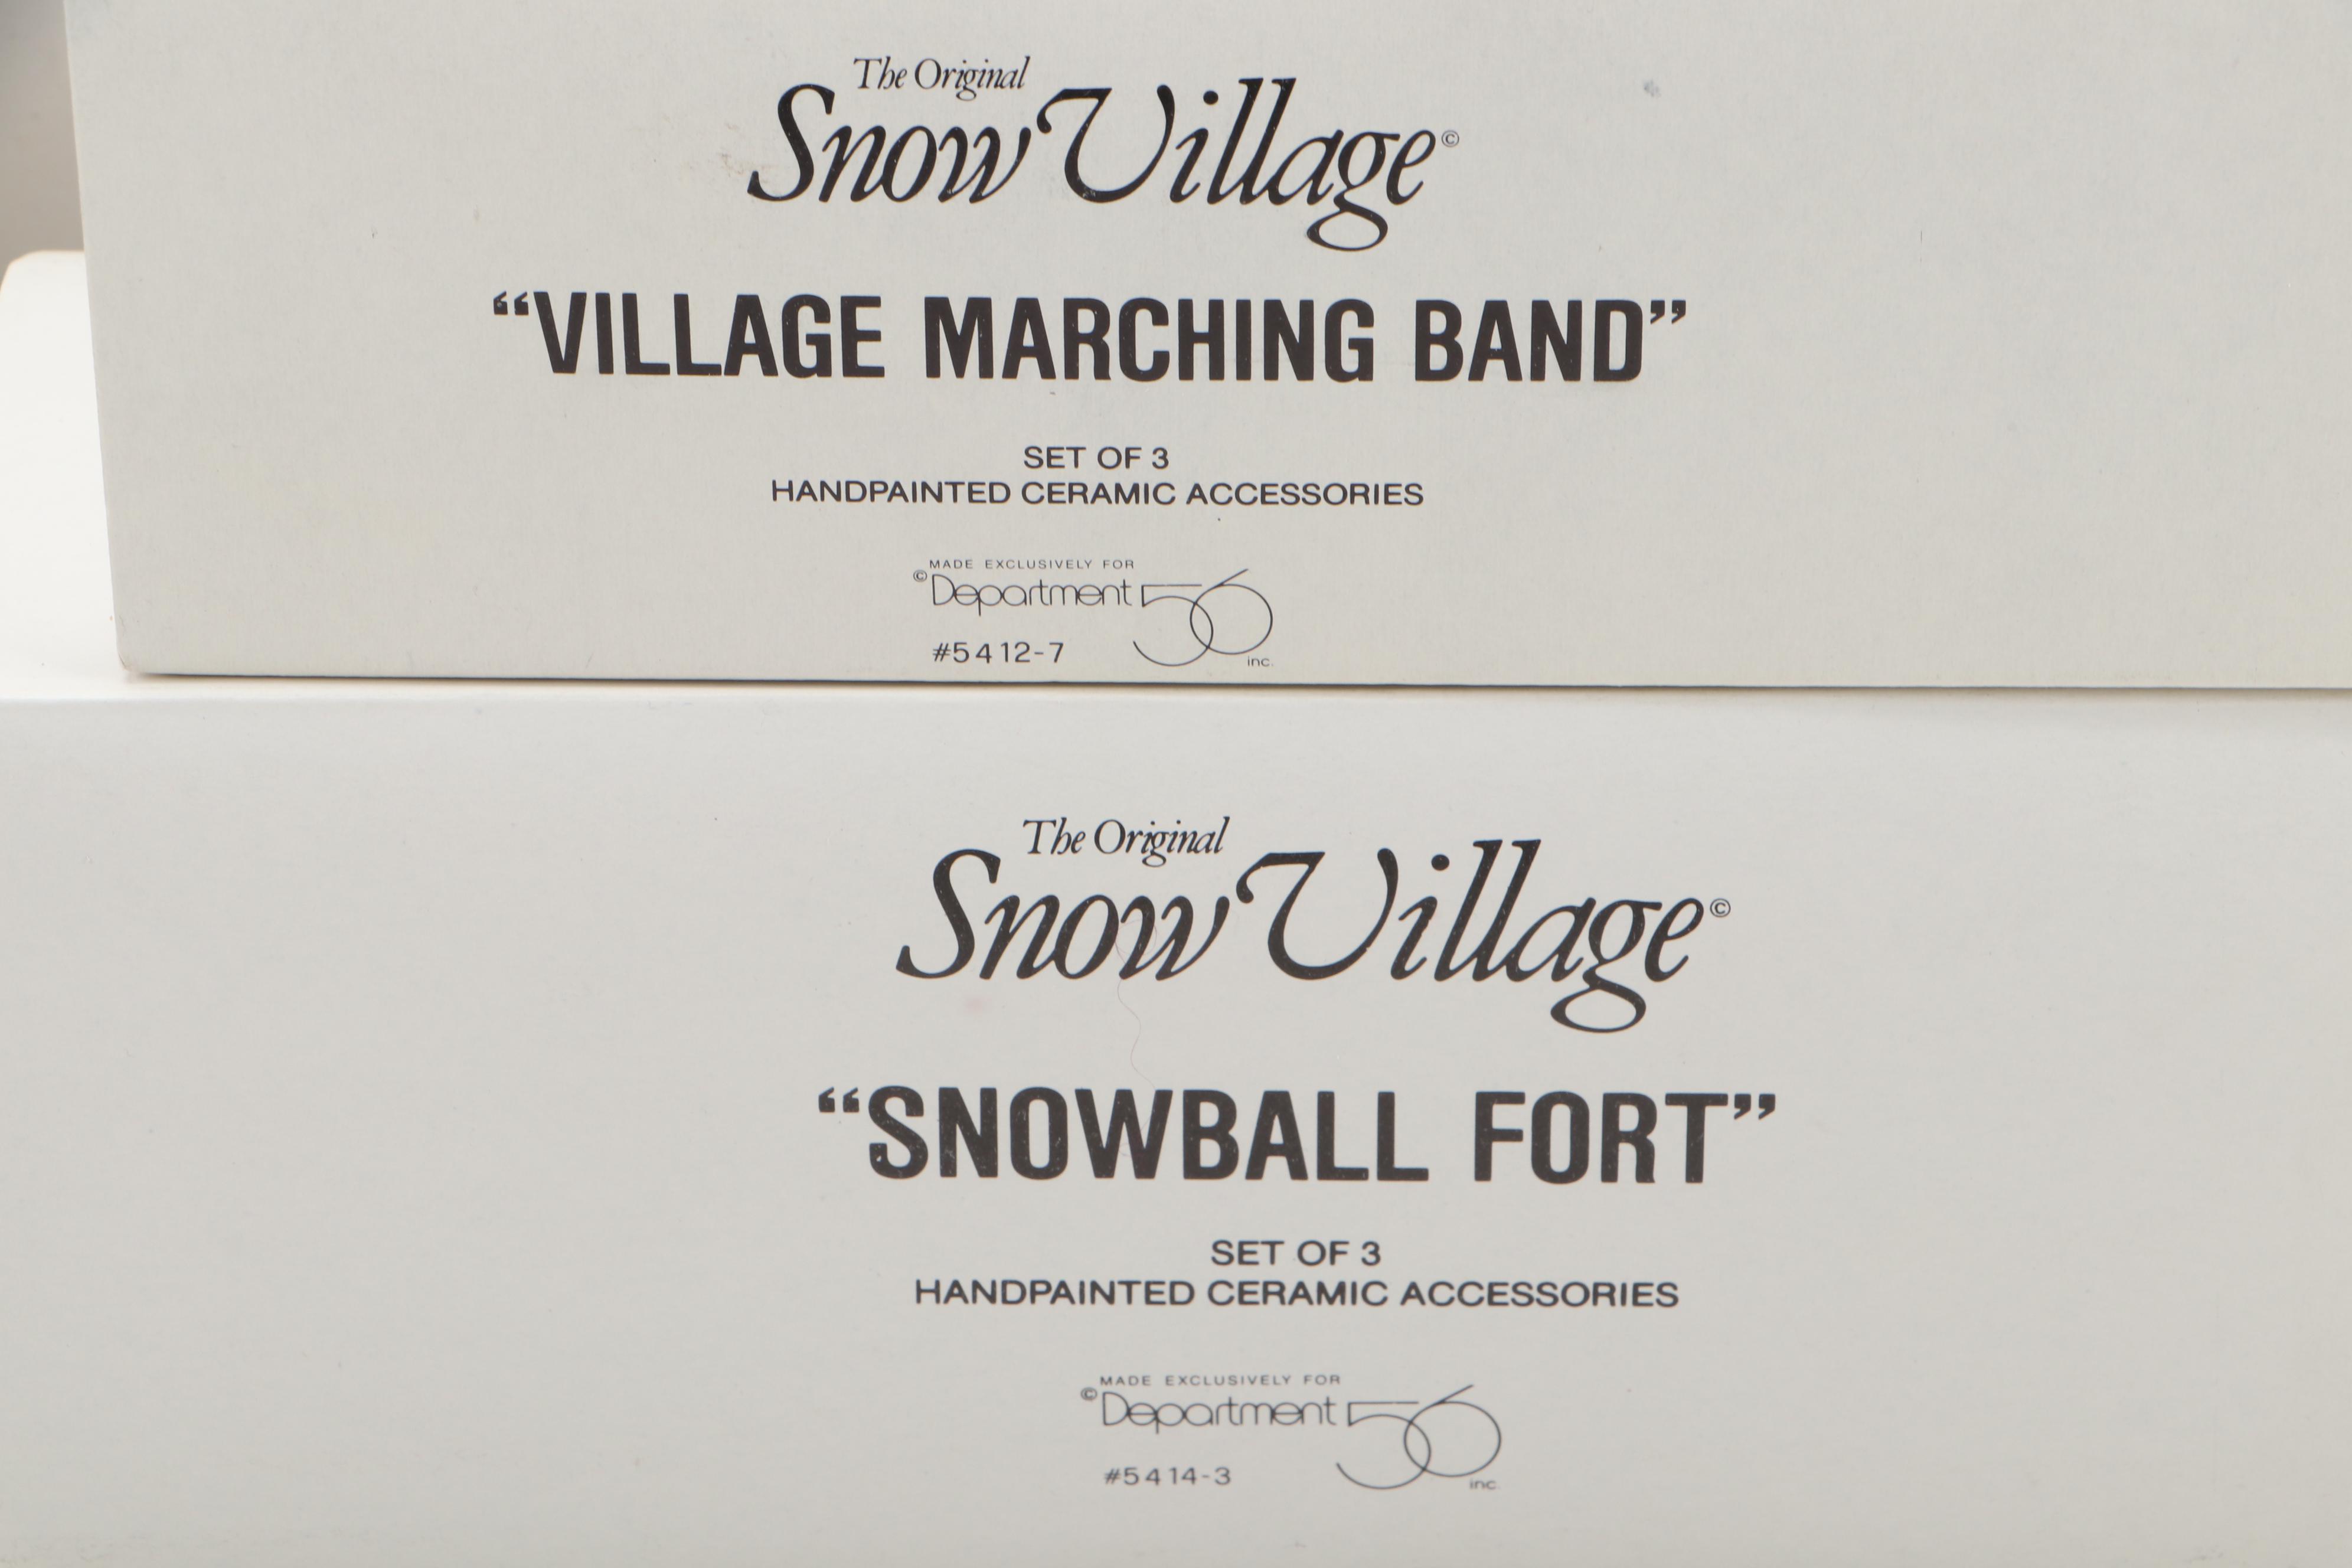 The Original
Snow Village©
“VILLAGE MARCHING BAND”
SET OF 3
HANDPAINTED CERAMIC ACCESSORIES
MADE EXCLUSIVELY FOR
©Department 56
#5412-7 inc.
The Original
Snow Village©
“SNOWBALL FORT”
SET OF 3
HANDPAINTED CERAMIC ACCESSORIES
MADE EXCLUSIVELY FOR
©Department 56
#5414-3 inc.